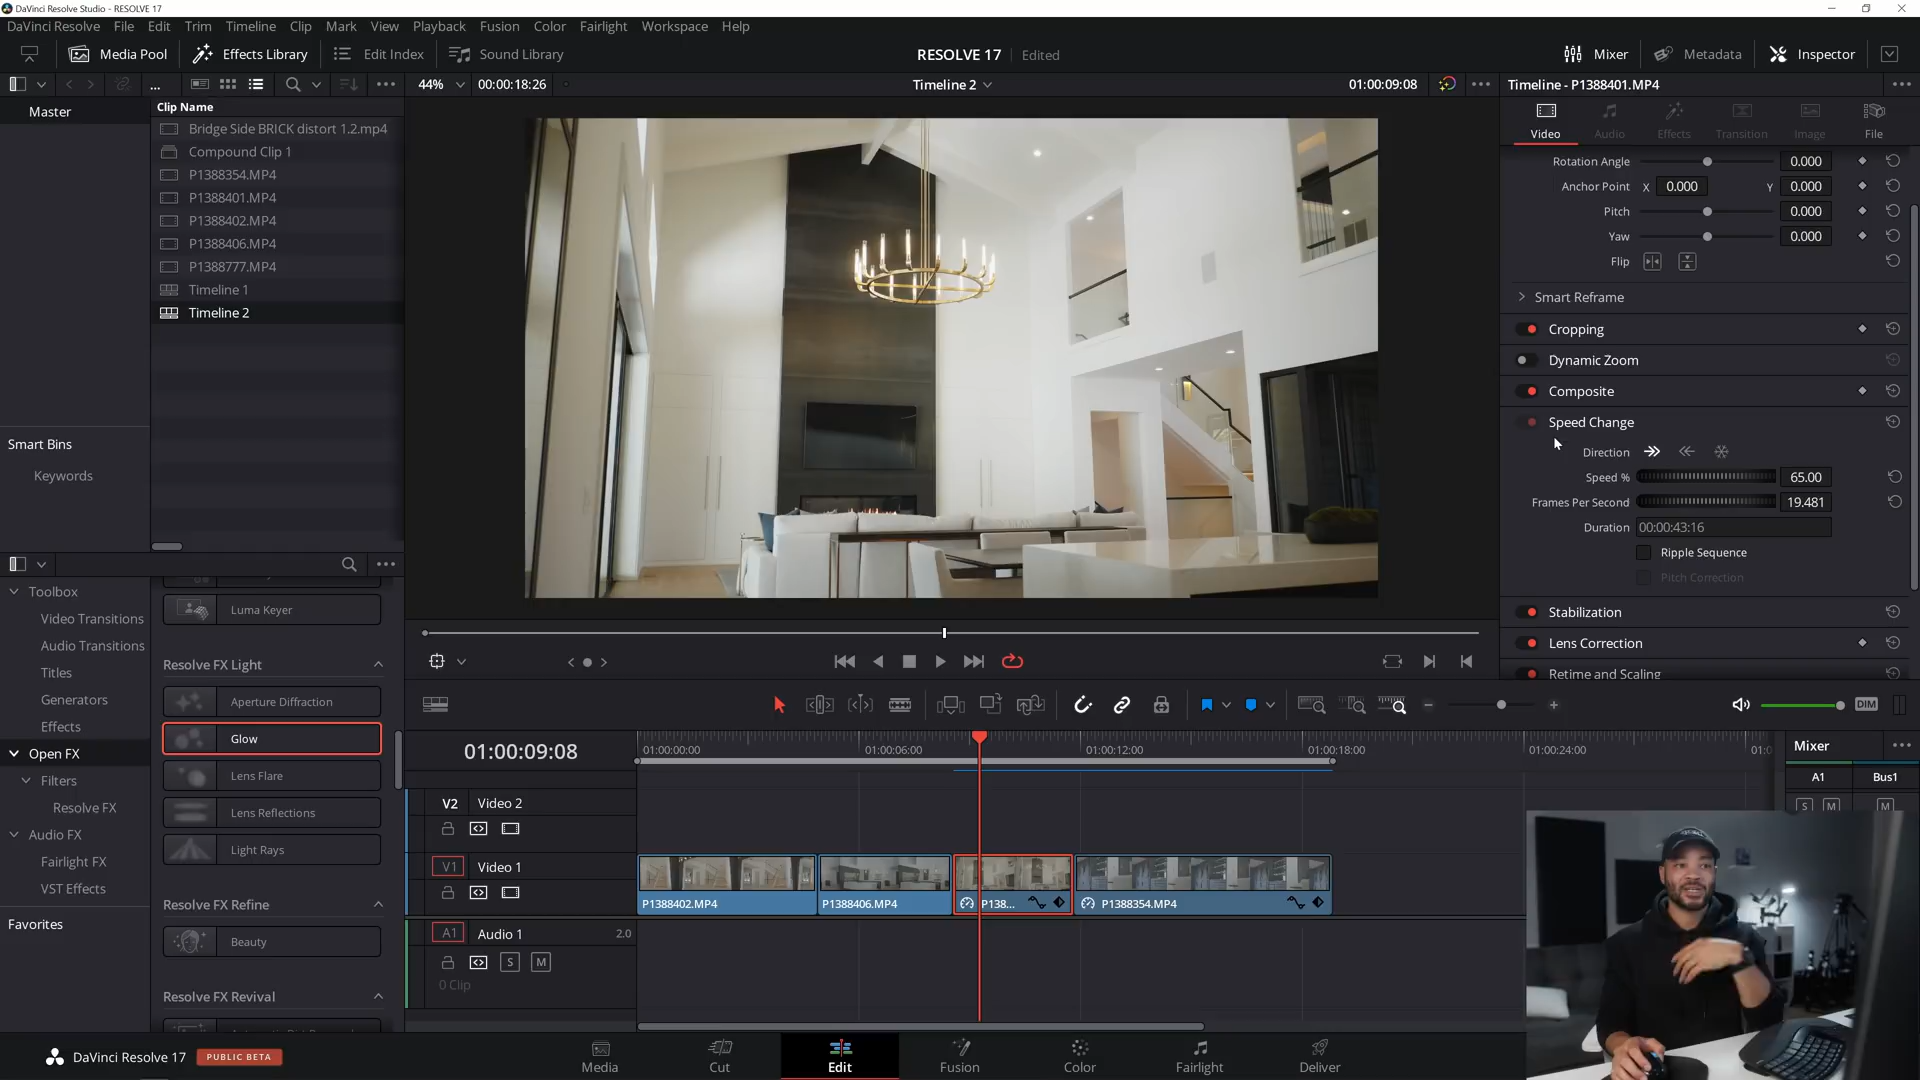 DaVinci Resolve Studio - RESOLVE 17
DaVinci Resolve File Edit Trim Timeline Clip Mark View Playback Fusion Color Fairlight Workspace Help
Media Pool Effects Library Edit Index Sound Library RESOLVE 17 Edited Mixer Metadata Inspector
44% 00:00:18:26 Timeline 2 01:00:09:08 Timeline - P1388401.MP4
Master
Clip Name
Bridge Side BRICK distort 1.2.mp4
Compound Clip 1
P1388354.MP4
P1388401.MP4
P1388402.MP4
P1388406.MP4
P1388777.MP4
Timeline 1
Timeline 2
Smart Bins
Keywords
Video Audio Effects Transition Image File
Rotation Angle 0.000
Anchor Point X 0.000 Y 0.000
Pitch 0.000
Yaw 0.000
Flip
Smart Reframe
Cropping
Dynamic Zoom
Composite
Speed Change
Direction
Speed % 65.00
Frames Per Second 19.481
Duration 00:00:43:16
Ripple Sequence
Pitch Correction
Stabilization
Lens Correction
Retime and Scaling
Toolbox
Video Transitions
Audio Transitions
Titles
Generators
Effects
Open FX
Filters
Resolve FX
Audio FX
Fairlight FX
VST Effects
Favorites
Luma Keyer
Resolve FX Light
Aperture Diffraction
Glow
Lens Flare
Lens Reflections
Light Rays
Resolve FX Refine
Beauty
Resolve FX Revival
DIM
01:00:09:08
01:00:00:00 01:00:06:00 01:00:12:00 01:00:18:00 01:00:24:00
V2 Video 2
V1 Video 1
P1388402.MP4 P1388406.MP4 P138... P1388354.MP4
A1 Audio 1 2.0
S M
0 Clip
Mixer
A1 Bus1
S M M
DaVinci Resolve 17 PUBLIC BETA
Media Cut Edit Fusion Color Fairlight Deliver